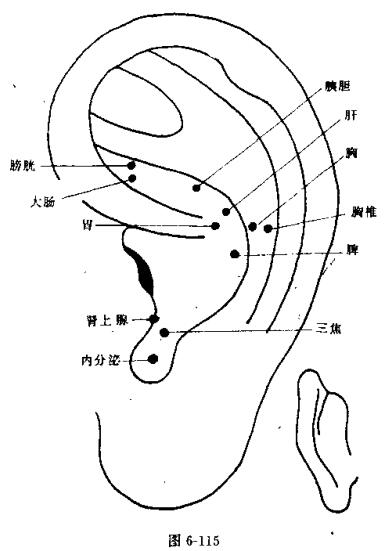 胰胆
肝
胸
膀胱
大肠
胸椎
胃
脾
肾上腺
三焦
内分泌
图 6-115